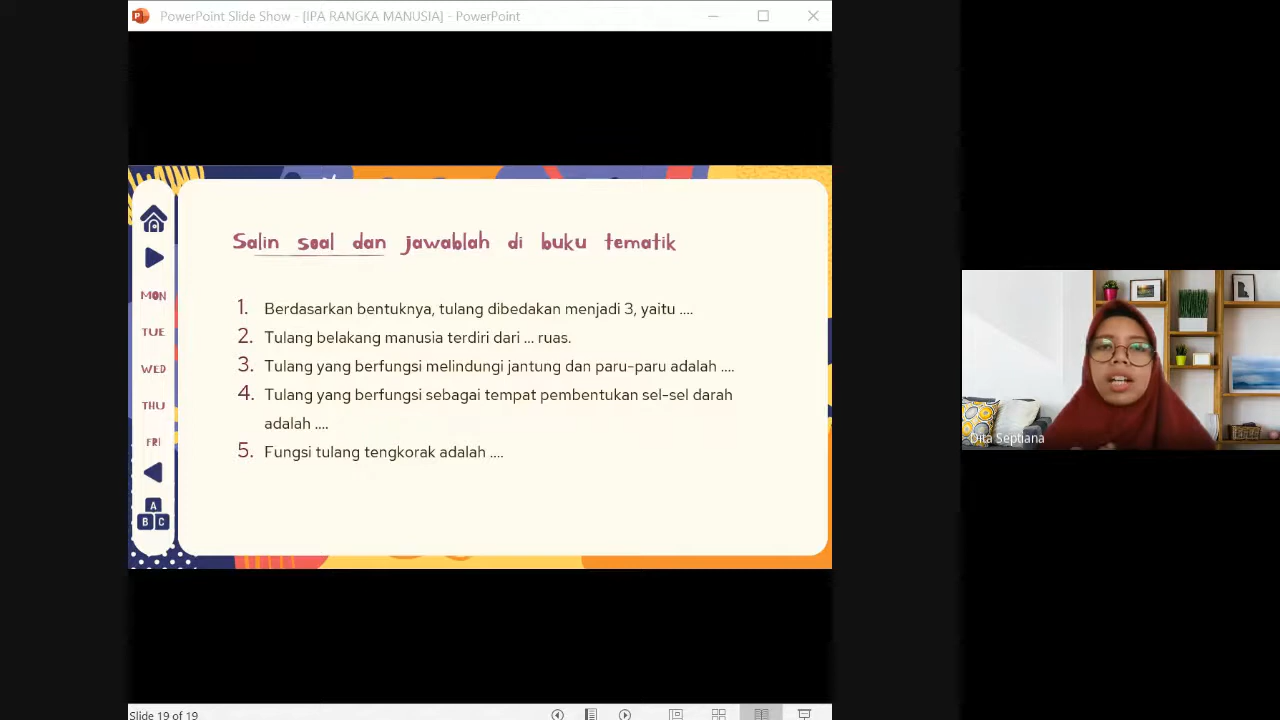 PowerPoint Slide Show - [IPA RANGKA MANUSIA] - PowerPoint
Salin soal dan jawablah di buku tematik
MON
TUE
WED
THU
FRI
A
B C
1. Berdasarkan bentuknya, tulang dibedakan menjadi 3, yaitu ....
2. Tulang belakang manusia terdiri dari ... ruas.
3. Tulang yang berfungsi melindungi jantung dan paru-paru adalah ....
4. Tulang yang berfungsi sebagai tempat pembentukan sel-sel darah
adalah ....
5. Fungsi tulang tengkorak adalah ....
Dita Septiana
Slide 19 of 19